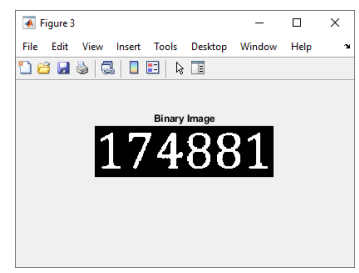 Figure 3
File Edit View Insert Tools Desktop Window Help
Binary Image
174881